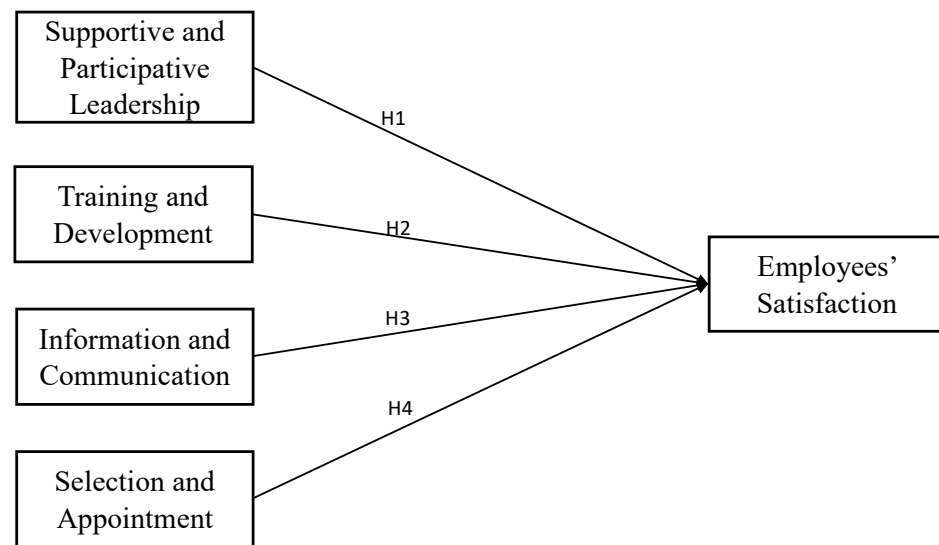 Supportive and
Participative
Leadership
H1
Training and
Development
H2
Employees’
Satisfaction
Information and
Communication
H3
Selection and
Appointment
H4